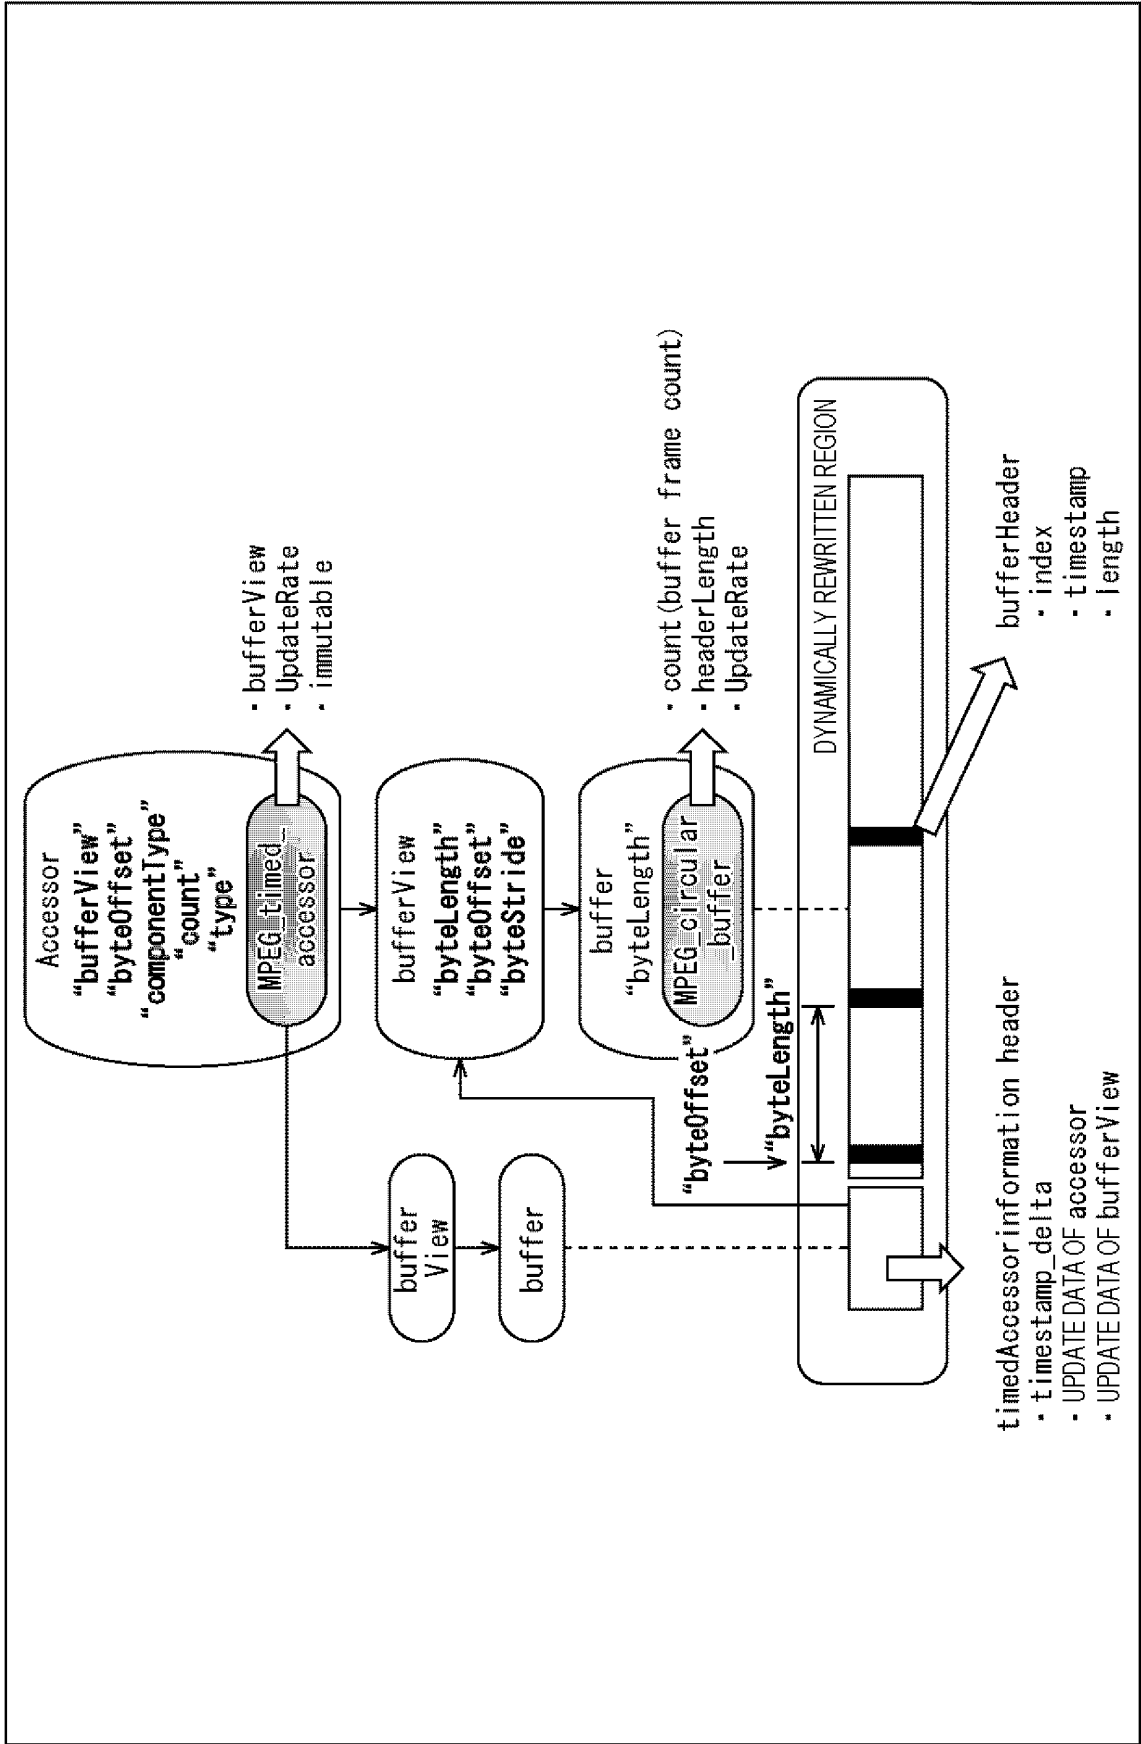 Accessor
“bufferView”
“byteOffset”
“componentType”
“count”
“type”
MPEG_timed_
accessor
· bufferView
· UpdateRate
· immutable
buffer
View
bufferView
“byteLength”
“byteOffset”
“byteStride”
buffer
buffer
“byteLength”
MPEG_circular
_buffer
· count(buffer frame count)
· headerLength
· UpdateRate
“byteOffset”
“byteLength”
DYNAMICALLY REWRITTEN REGION
timedAccessorinformation header
· timestamp_delta
· UPDATE DATA OF accessor
· UPDATE DATA OF bufferView
bufferHeader
· index
· timestamp
· length